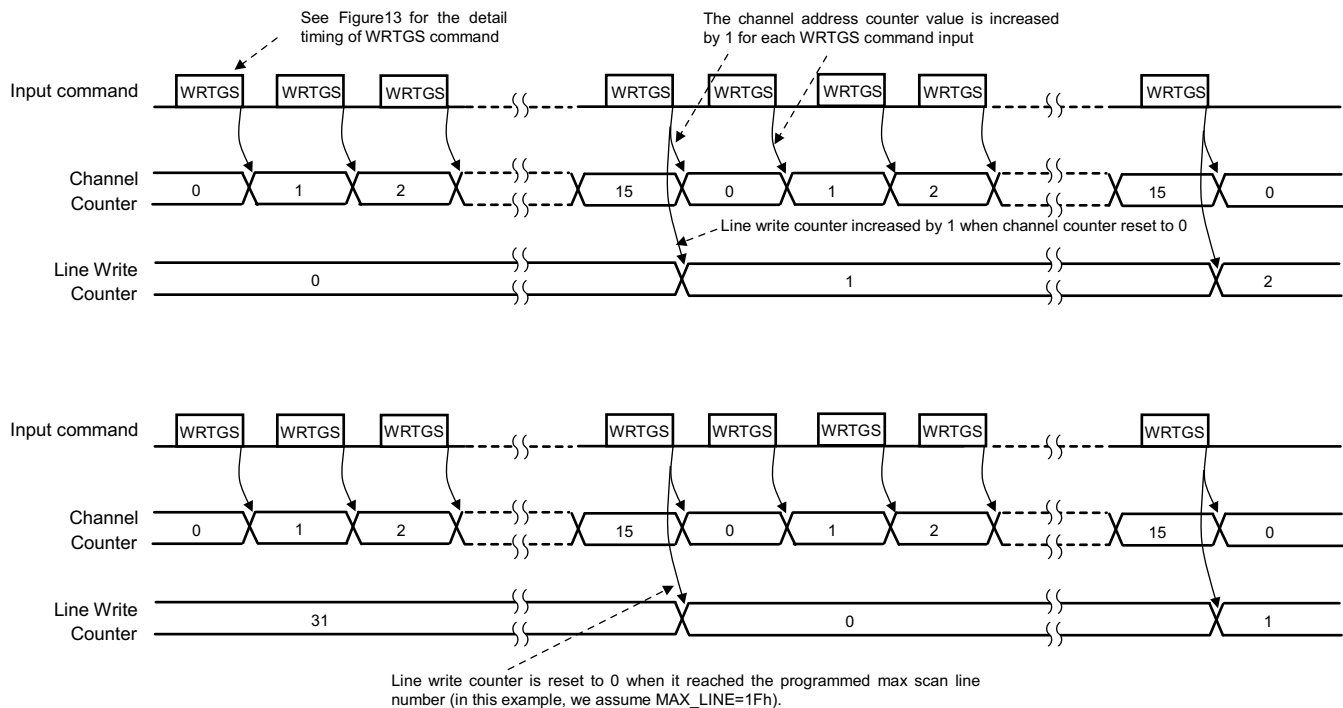 See Figure13 for the detail
timing of WRTGS command
The channel address counter value is increased
by 1 for each WRTGS command input
Input command
WRTGS WRTGS WRTGS WRTGS WRTGS WRTGS WRTGS WRTGS
Channel
Counter
0 1 2 15 0 1 2 15 0
Line write counter increased by 1 when channel counter reset to 0
Line Write
Counter
0 1 2
Input command
WRTGS WRTGS WRTGS WRTGS WRTGS WRTGS WRTGS WRTGS
Channel
Counter
0 1 2 15 0 1 2 15 0
Line Write
Counter
31 0 1
Line write counter is reset to 0 when it reached the programmed max scan line
number (in this example, we assume MAX_LINE=1Fh).